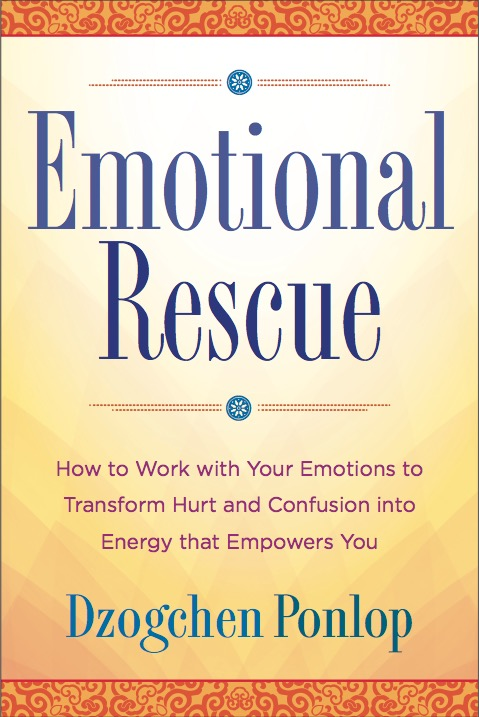 Emotional
Rescue
How to Work with Your Emotions to
Transform Hurt and Confusion into
Energy that Empowers You
Dzogchen Ponlop